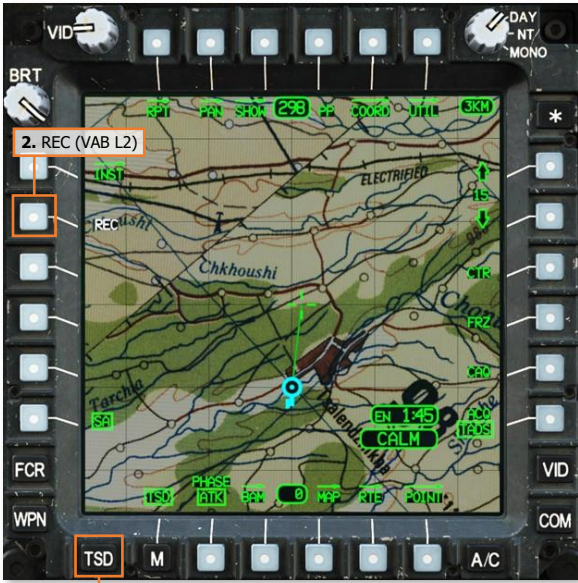 VID
DAY
NT
MONO
BRT
RPT PAN SHOW 298 PP COORD UTIL 3KM
*
2. REC (VAB L2)
ELECTRIFIED
INST
15
REC
CTR
Chkhoushi
FRZ
CAQ
Tarchia
EN 1:45
ACQ
SA
TADS
CALM
FCR
VID
PHASE
TSD ATK BAM 0 MAP RTE POINT
WPN
COM
TSD M A/C